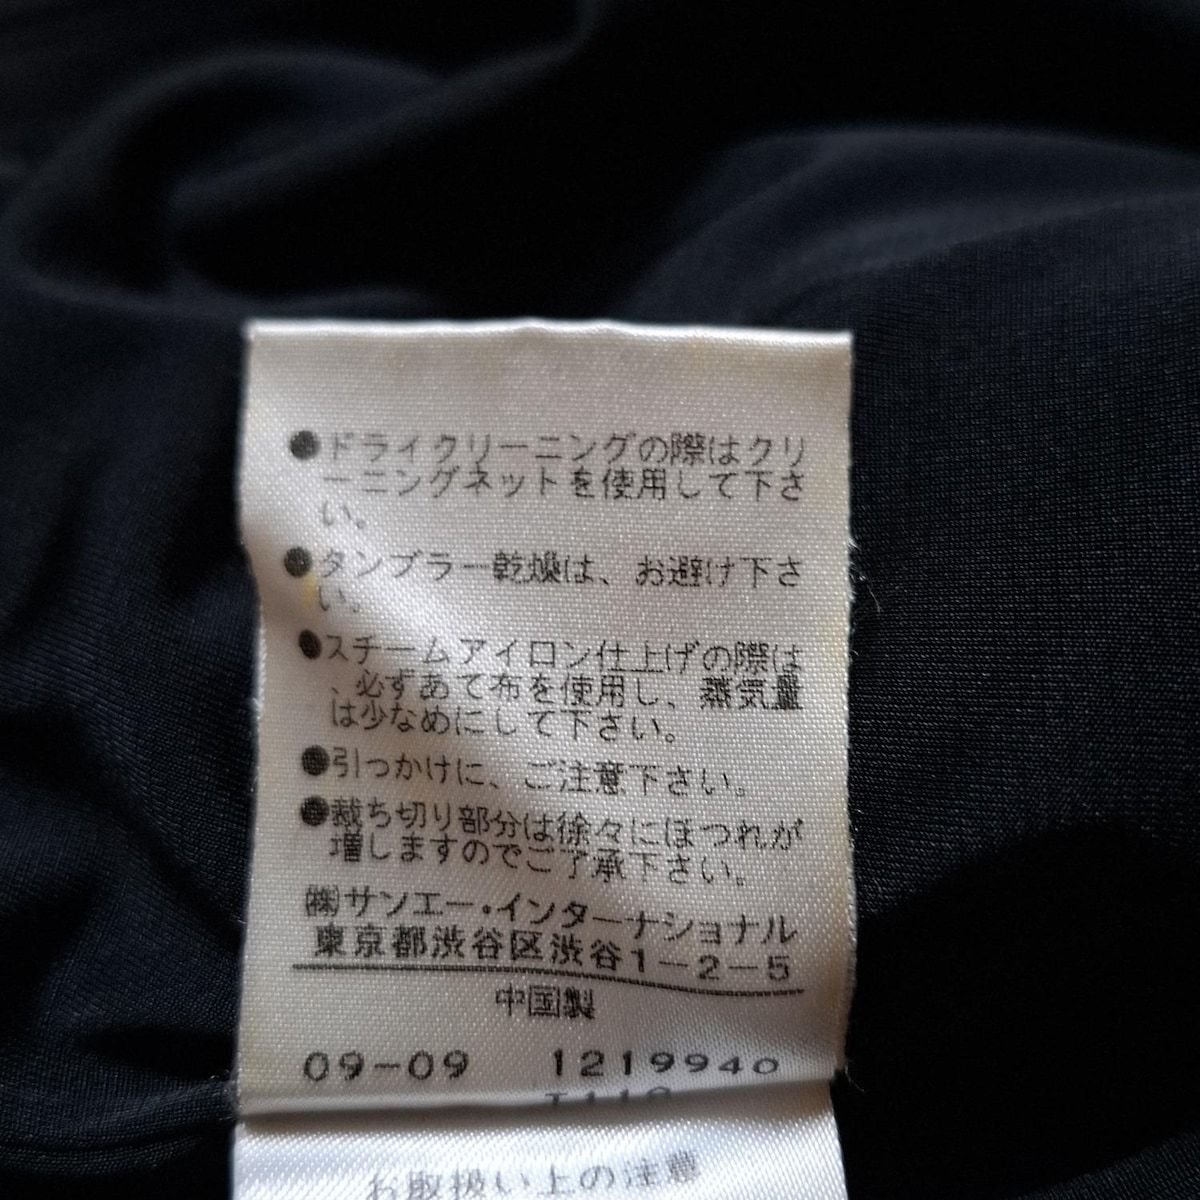 ●ドライクリーニングの際はクリ
ーニングネットを使用して下さ
い。
●タンブラー乾燥は、お避け下さ
い。
●スチームアイロン仕上げの際は
、必ずあて布を使用し、蒸気量
は少なめにして下さい。
●引っかけに、ご注意下さい。
●裁ち切り部分は徐々にほつれが
増しますのでご了承下さい。
㈱サンエー・インターナショナル
東京都渋谷区渋谷1-2-5
中国製
09-09 1219940
お取扱い上の注意